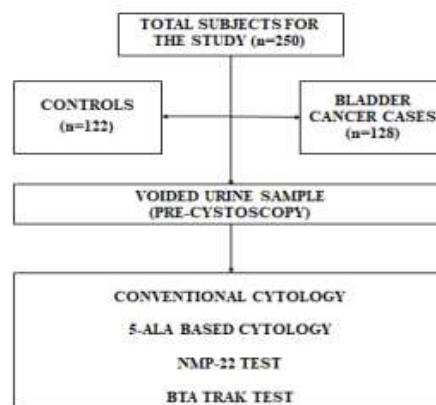 TOTAL SUBJECTS FOR
THE STUDY (n=250)
CONTROLS
(n=122)
BLADDER
CANCER CASES
(n=128)
VOIDED URINE SAMPLE
(PRE-CYSTOSCOPY)
CONVENTIONAL CYTOLOGY
5-ALA BASED CYTOLOGY
NMP-22 TEST
BTA TRAK TEST